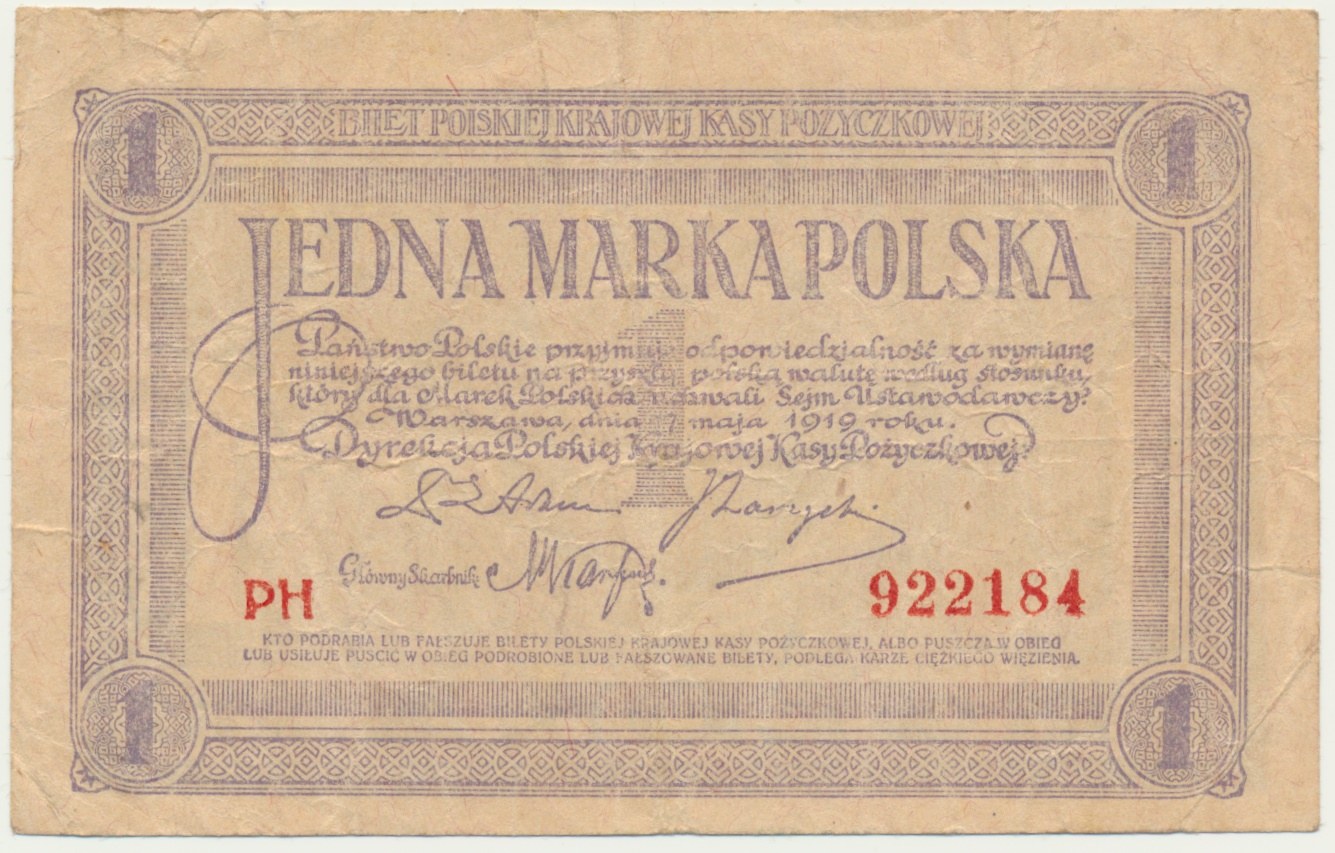 1 BILET POLSKIEJ KRAJOWEJ KASY POŻYCZKOWEJ 1
JEDNA MARKA POLSKA
1
Państwo Polskie przyjmuje odpowiedzialność za wymianę
niniejszego biletu na przyszłą polską walutę według stosunku,
który dla Marek Polskich uchwali Sejm Ustawodawczy.
Warszawa, dnia 17 maja 1919 roku.
Dyrekcja Polskiej Krajowej Kasy Pożyczkowej
Główny Skarbnik
PH 922184
KTO PODRABIA LUB FAŁSZUJE BILETY POLSKIEJ KRAJOWEJ KASY POŻYCZKOWEJ, ALBO PUSZCZA W OBIEG
LUB USIŁUJE PUŚCIĆ W OBIEG PODROBIONE LUB FAŁSZOWANE BILETY, PODLEGA KARZE CIĘŻKIEGO WIĘZIENIA.
1 1